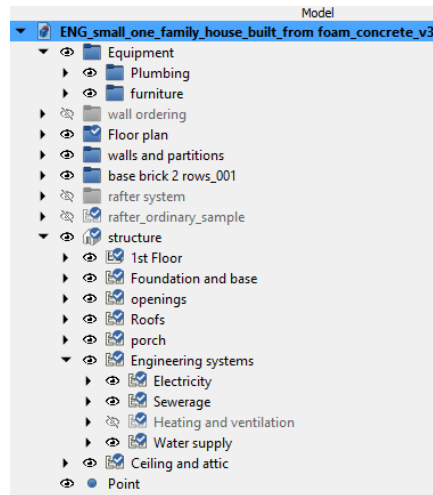 Model
ENG_small_one_family_house_built_from foam_concrete_v3
Equipment
Plumbing
furniture
wall ordering
Floor plan
walls and partitions
base brick 2 rows_001
rafter system
rafter_ordinary_sample
structure
1st Floor
Foundation and base
openings
Roofs
porch
Engineering systems
Electricity
Sewerage
Heating and ventilation
Water supply
Ceiling and attic
Point